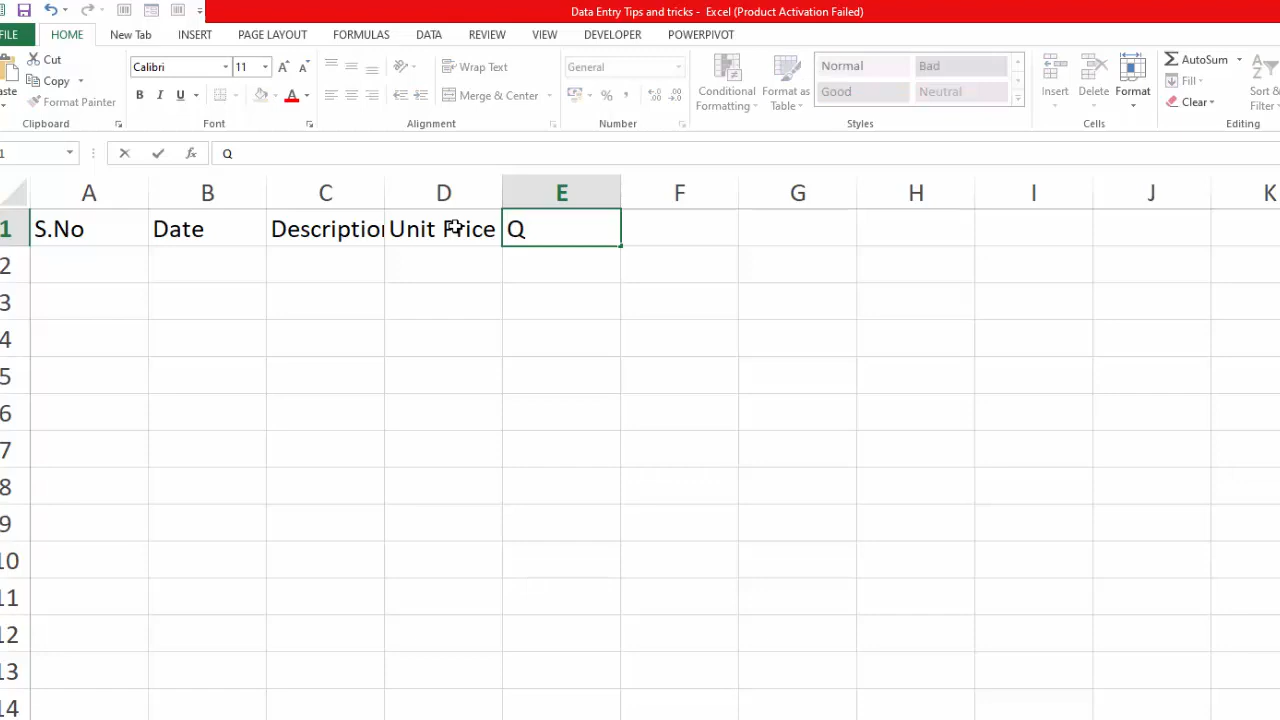 Data Entry Tips and tricks - Excel (Product Activation Failed)
FILE HOME New Tab INSERT PAGE LAYOUT FORMULAS DATA REVIEW VIEW DEVELOPER POWERPIVOT
Cut
Copy
Format Painter
Clipboard
Calibri 11
B I U
Font
Wrap Text
Merge & Center
Alignment
General
Number
Conditional Formatting
Format as Table
Normal Bad
Good Neutral
Styles
Insert Delete Format
Cells
AutoSum
Fill
Clear
Sort &
Filter
Editing
fx Q
A B C D E F G H I J K
1 S.No Date Description Unit Price Q
2
3
4
5
6
7
8
9
10
11
12
13
14